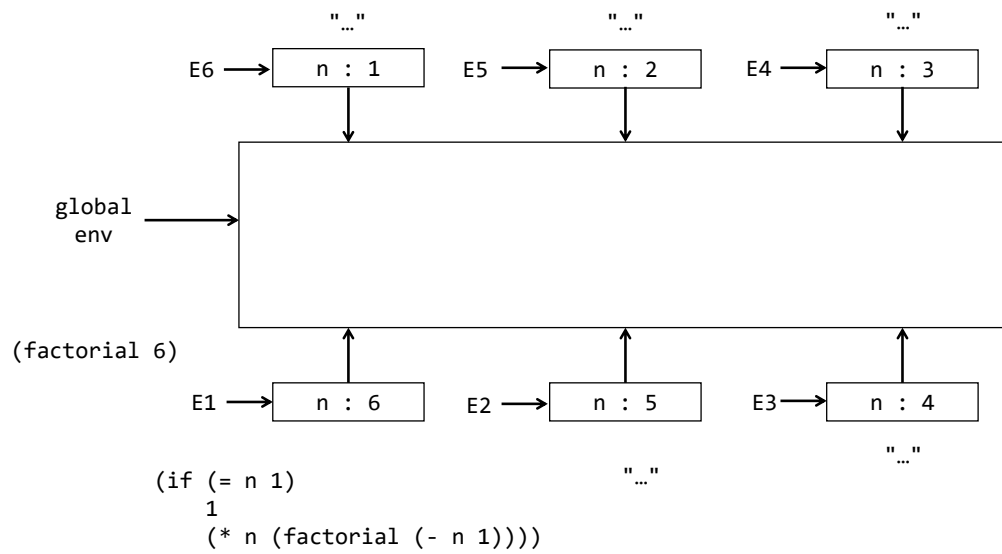 "…" "…" "…"
E6 n : 1 E5 n : 2 E4 n : 3
global
env
(factorial 6)
E1 n : 6 E2 n : 5 E3 n : 4
"…" "…"
(if (= n 1)
1
(* n (factorial (- n 1))))